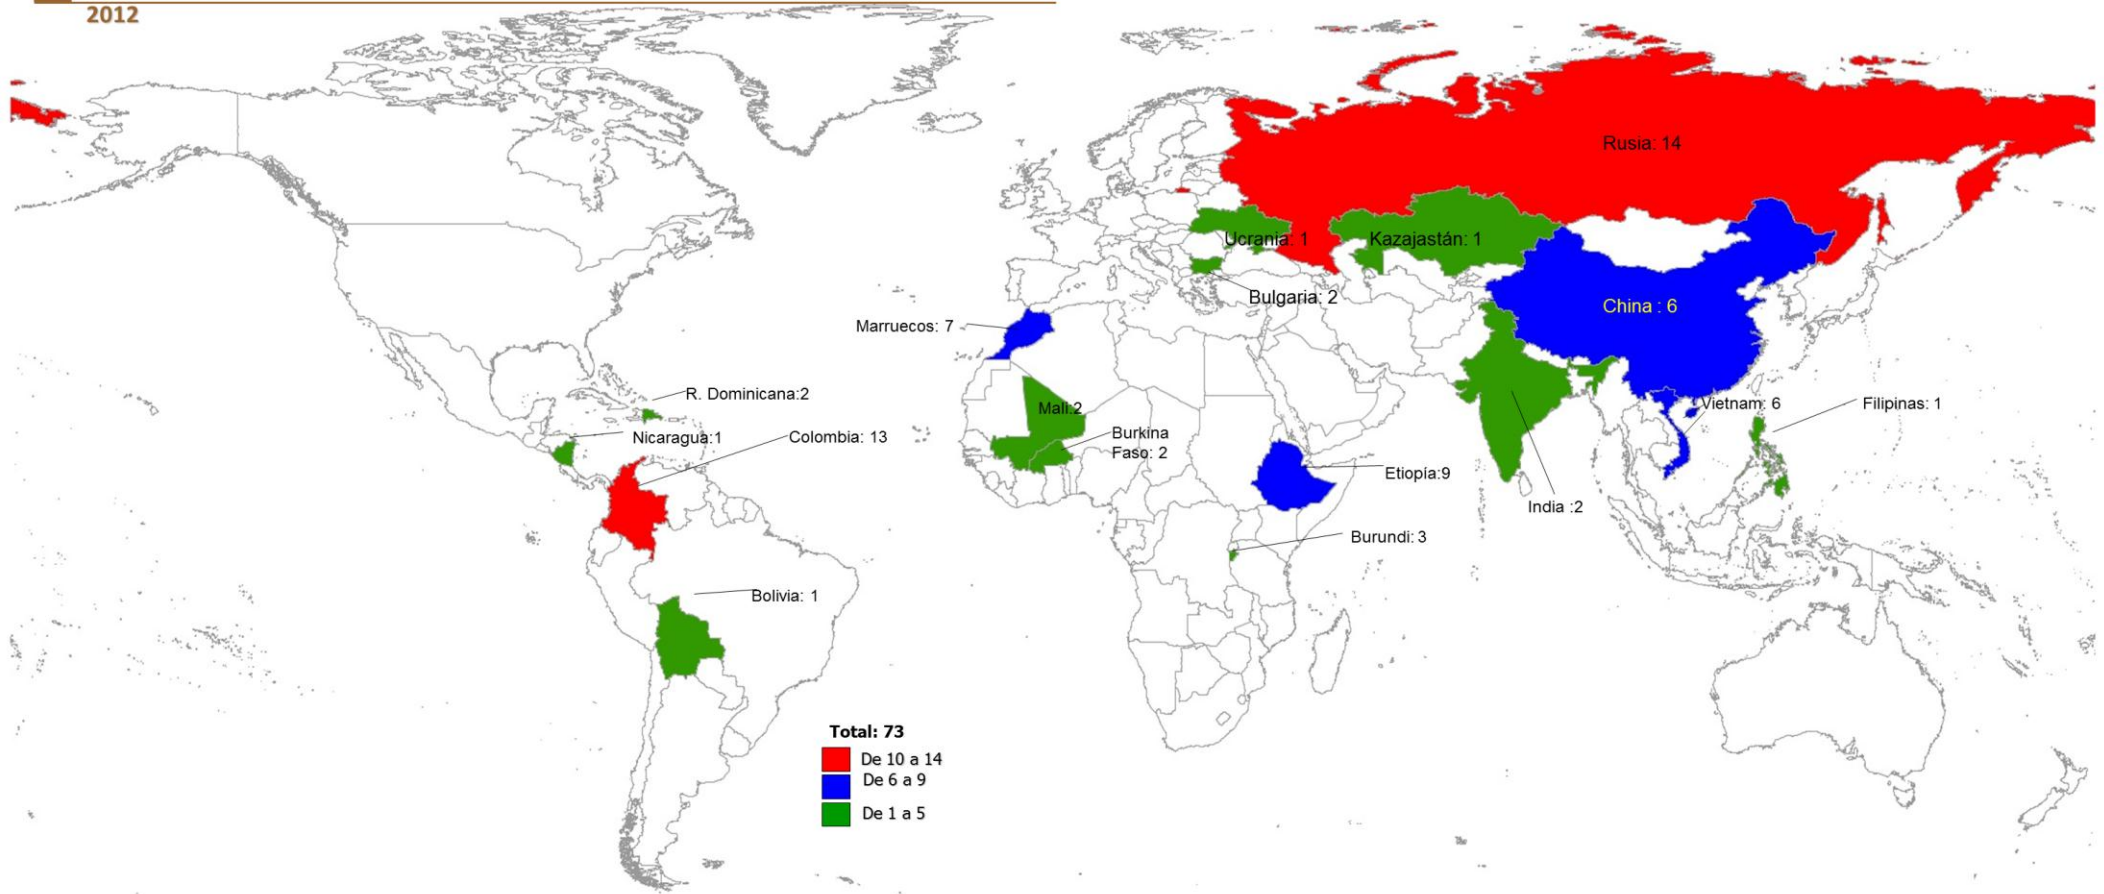 2012
Rusia: 14
Ucrania: 1
Kazajastán: 1
Bulgaria: 2
China : 6
Marruecos: 7
R. Dominicana:2
Nicaragua:1
Colombia: 13
Mali:2
Burkina
Faso: 2
Vietnam: 6
Filipinas: 1
Etiopía:9
India :2
Burundi: 3
Bolivia: 1
Total: 73
De 10 a 14
De 6 a 9
De 1 a 5